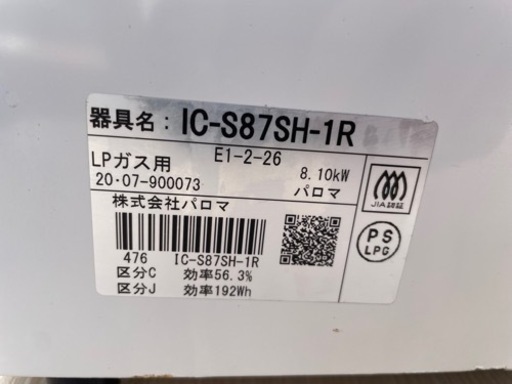 器具名：IC-S87SH-1R
LPガス用 E1-2-26 8.10kW
20·07-900073 パロマ
株式会社パロマ
JIA認証
PS
LPG
476 IC-S87SH-1R
区分C 効率56.3%
区分J 効率192Wh